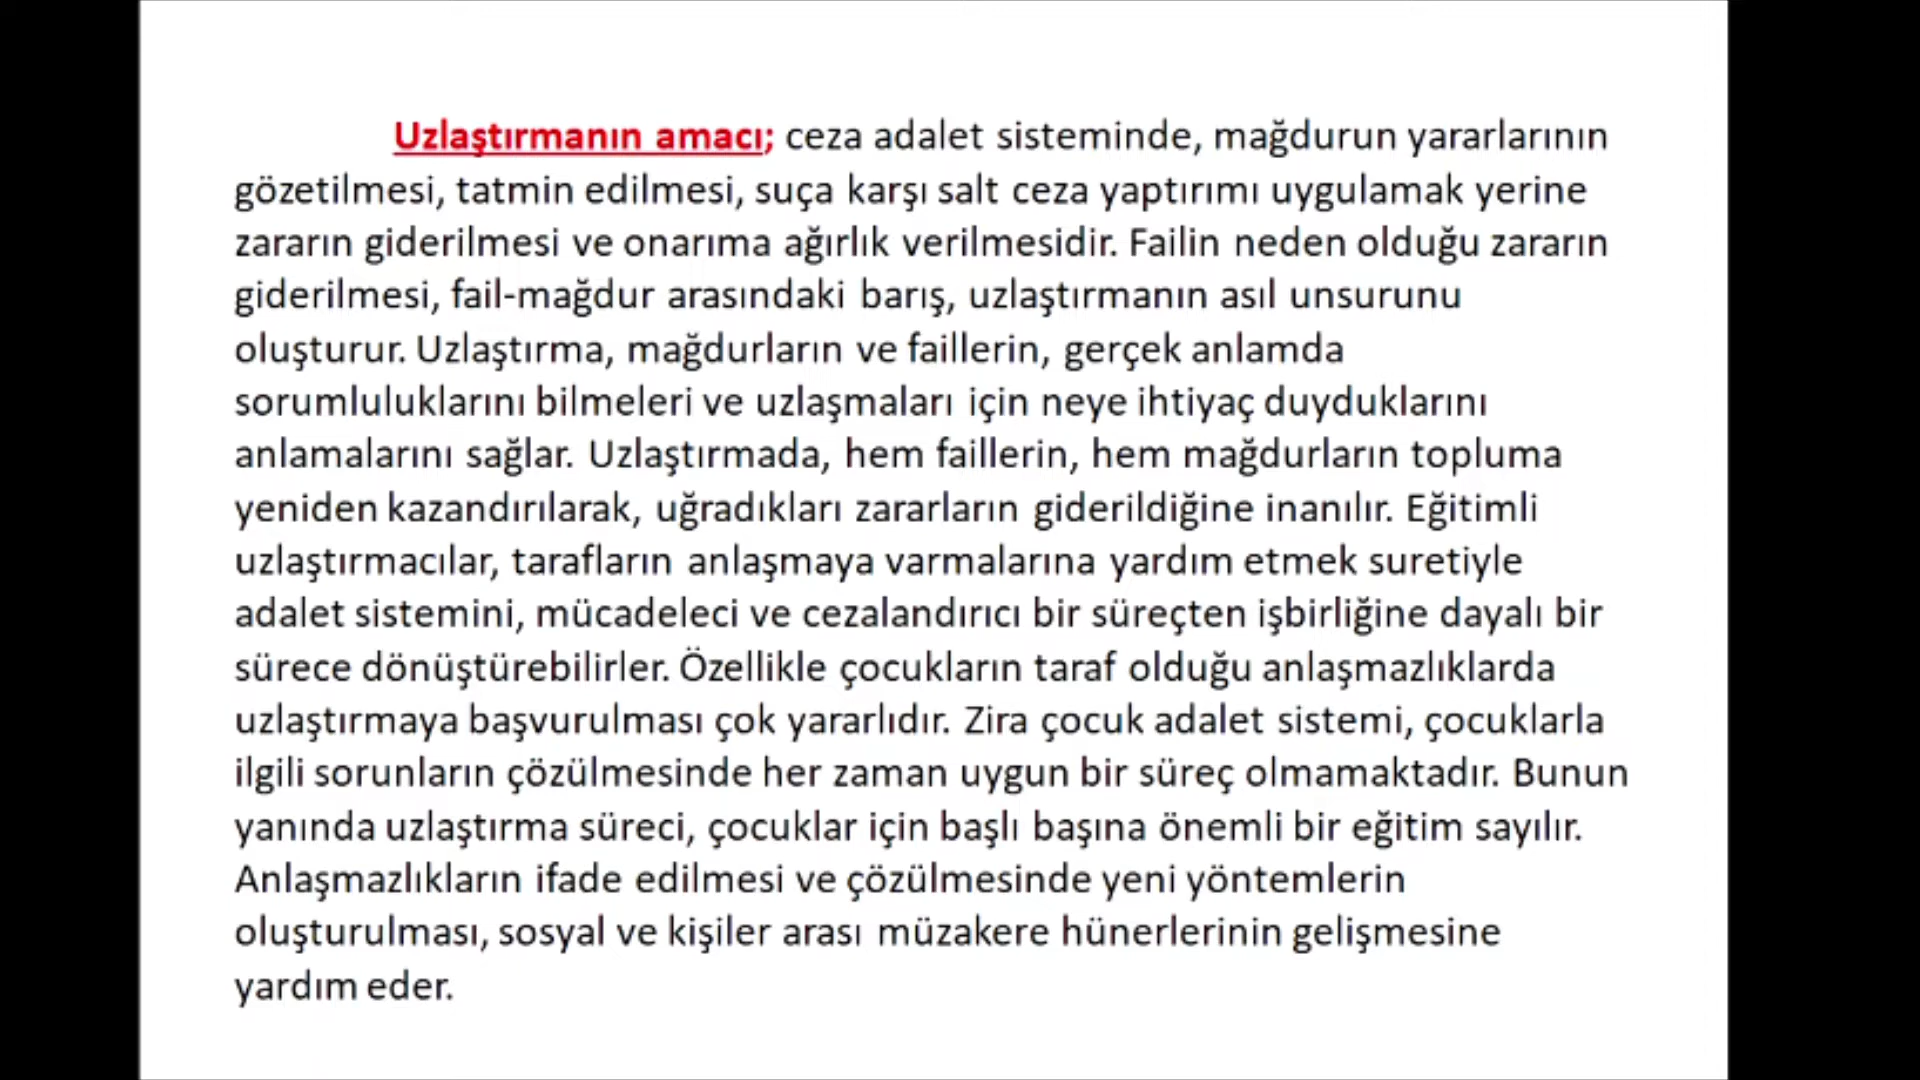 Uzlaştırmanın amacı; ceza adalet sisteminde, mağdurun yararlarının
gözetilmesi, tatmin edilmesi, suça karşı salt ceza yaptırımı uygulamak yerine
zararın giderilmesi ve onarıma ağırlık verilmesidir. Failin neden olduğu zararın
giderilmesi, fail-mağdur arasındaki barış, uzlaştırmanın asıl unsurunu
oluşturur. Uzlaştırma, mağdurların ve faillerin, gerçek anlamda
sorumluluklarını bilmeleri ve uzlaşmaları için neye ihtiyaç duyduklarını
anlamalarını sağlar. Uzlaştırmada, hem faillerin, hem mağdurların topluma
yeniden kazandırılarak, uğradıkları zararların giderildiğine inanılır. Eğitimli
uzlaştırmacılar, tarafların anlaşmaya varmalarına yardım etmek suretiyle
adalet sistemini, mücadeleci ve cezalandırıcı bir süreçten işbirliğine dayalı bir
sürece dönüştürebilirler. Özellikle çocukların taraf olduğu anlaşmazlıklarda
uzlaştırmaya başvurulması çok yararlıdır. Zira çocuk adalet sistemi, çocuklarla
ilgili sorunların çözülmesinde her zaman uygun bir süreç olmamaktadır. Bunun
yanında uzlaştırma süreci, çocuklar için başlı başına önemli bir eğitim sayılır.
Anlaşmazlıkların ifade edilmesi ve çözülmesinde yeni yöntemlerin
oluşturulması, sosyal ve kişiler arası müzakere hünerlerinin gelişmesine
yardım eder.